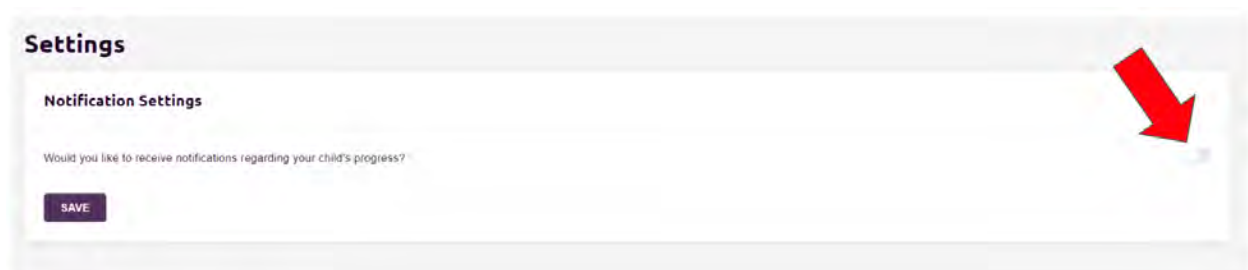 Settings
Notification Settings
Would you like to receive notifications regarding your child's progress?
SAVE